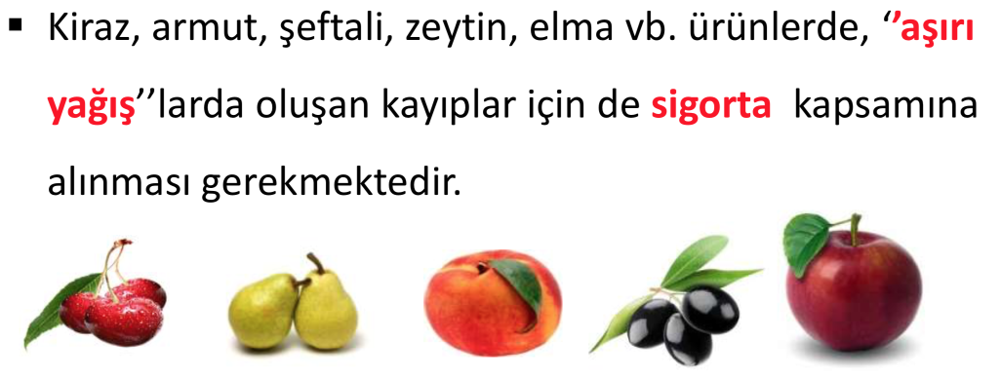 ▪ Kiraz, armut, şeftali, zeytin, elma vb. ürünlerde, ‘’aşırı
yağış’’larda oluşan kayıplar için de sigorta kapsamına
alınması gerekmektedir.